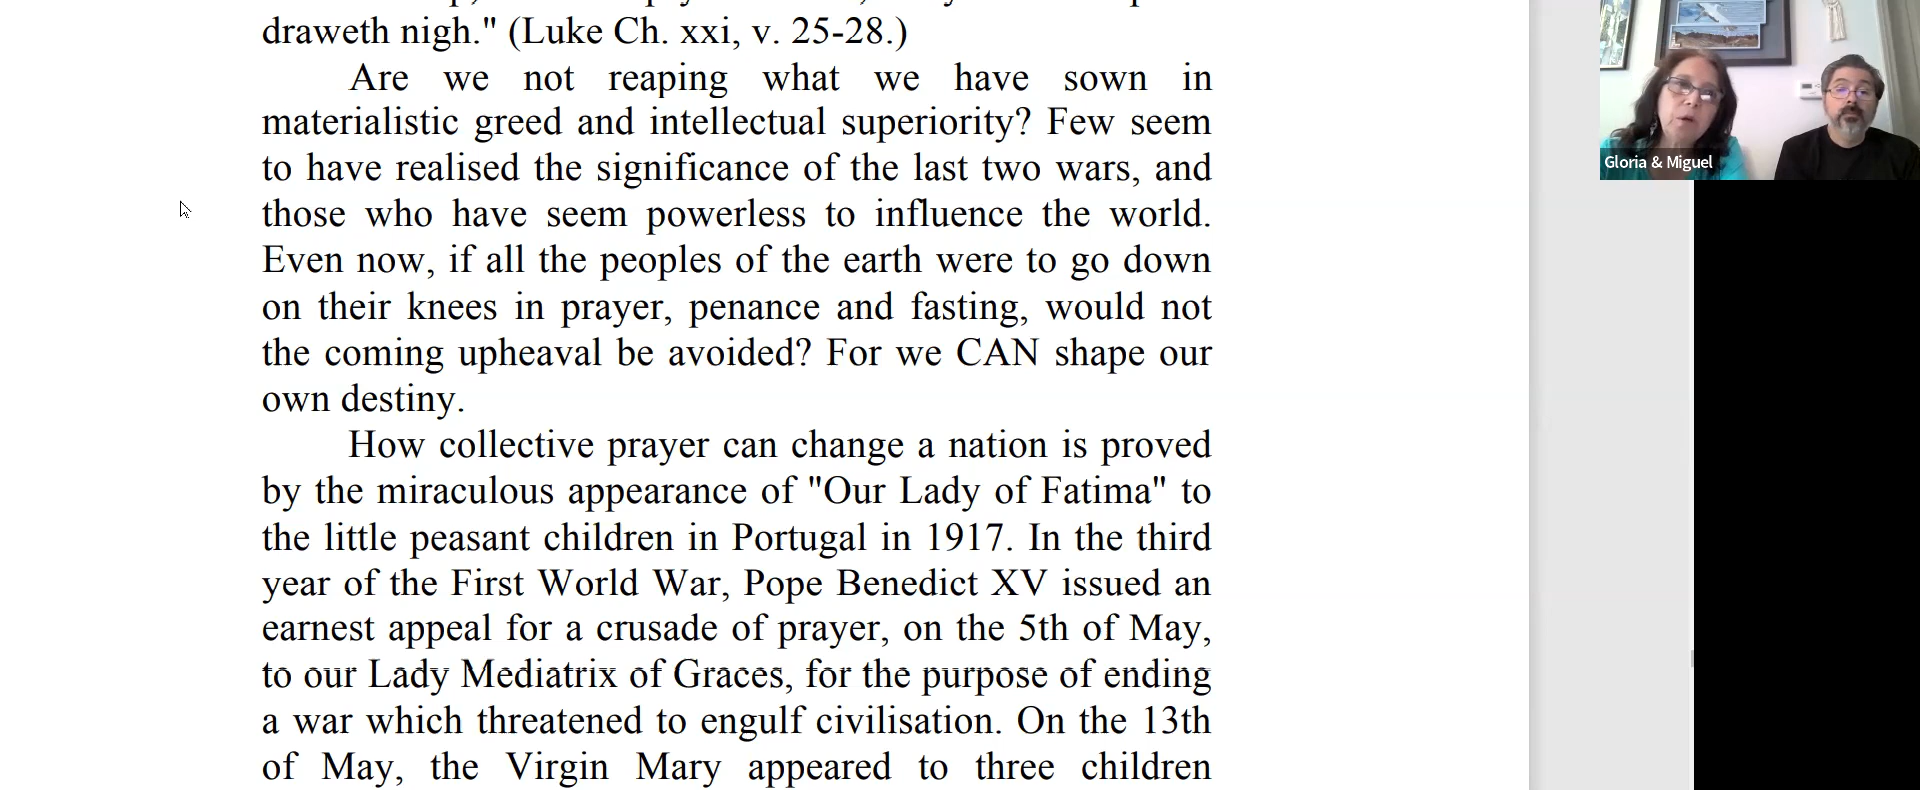 draweth nigh." (Luke Ch. xxi, v. 25-28.)
Are we not reaping what we have sown in
materialistic greed and intellectual superiority? Few seem
to have realised the significance of the last two wars, and
those who have seem powerless to influence the world.
Even now, if all the peoples of the earth were to go down
on their knees in prayer, penance and fasting, would not
the coming upheaval be avoided? For we CAN shape our
own destiny.
How collective prayer can change a nation is proved
by the miraculous appearance of "Our Lady of Fatima" to
the little peasant children in Portugal in 1917. In the third
year of the First World War, Pope Benedict XV issued an
earnest appeal for a crusade of prayer, on the 5th of May,
to our Lady Mediatrix of Graces, for the purpose of ending
a war which threatened to engulf civilisation. On the 13th
of May, the Virgin Mary appeared to three children
Gloria & Miguel